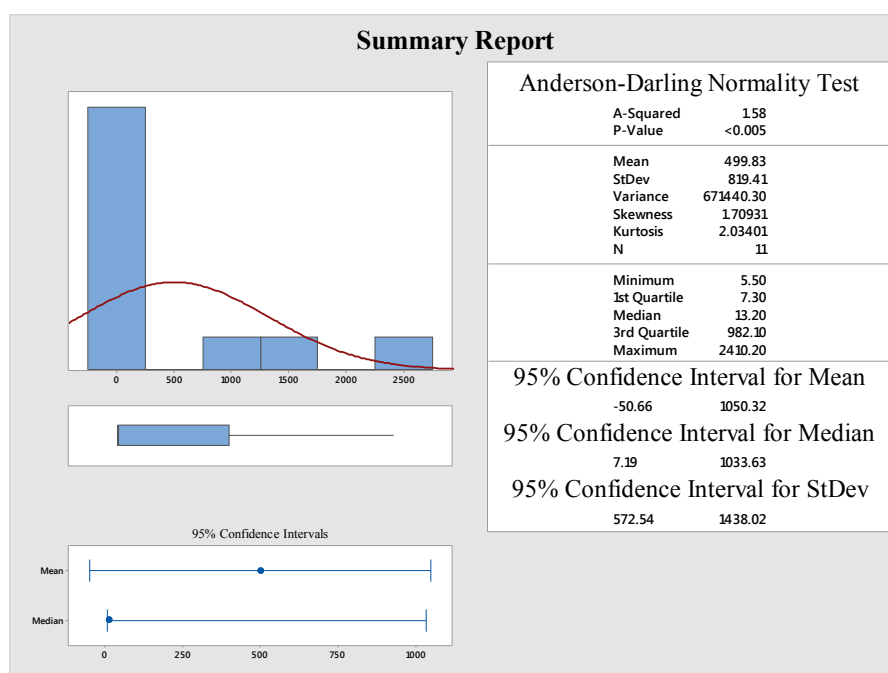 Summary Report
0 500 1000 1500 2000 2500
95% Confidence Intervals
Mean
Median
0 250 500 750 1000
Anderson-Darling Normality Test
A-Squared 1.58
P-Value <0.005
Mean 499.83
StDev 819.41
Variance 671440.30
Skewness 1.70931
Kurtosis 2.03401
N 11
Minimum 5.50
1st Quartile 7.30
Median 13.20
3rd Quartile 982.10
Maximum 2410.20
95% Confidence Interval for Mean
-50.66 1050.32
95% Confidence Interval for Median
7.19 1033.63
95% Confidence Interval for StDev
572.54 1438.02